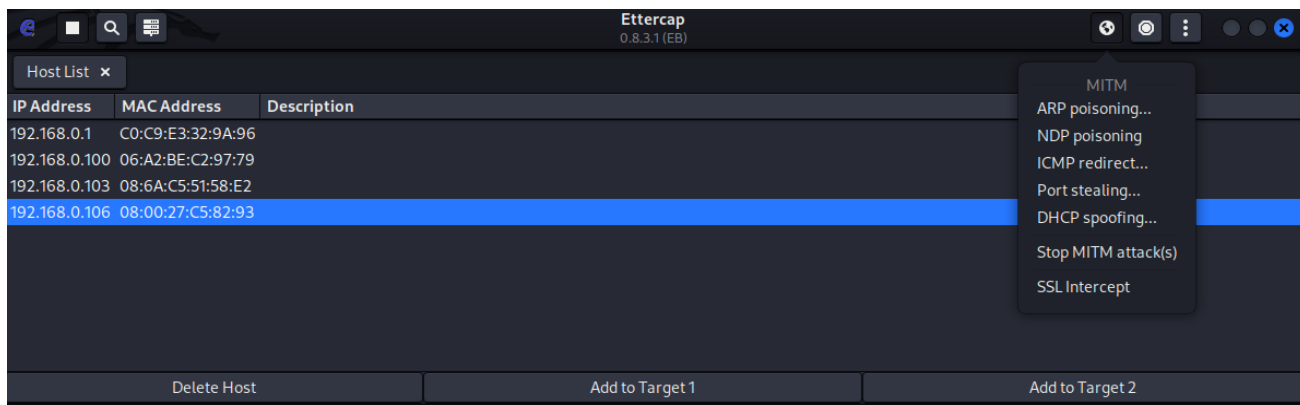 Ettercap
0.8.3.1 (EB)
Host List ×
MITM
ARP poisoning...
NDP poisoning
ICMP redirect...
Port stealing...
DHCP spoofing...
Stop MITM attack(s)
SSL Intercept
IP Address MAC Address Description
192.168.0.1 C0:C9:E3:32:9A:96
192.168.0.100 06:A2:BE:C2:97:79
192.168.0.103 08:6A:C5:51:58:E2
192.168.0.106 08:00:27:C5:82:93
Delete Host Add to Target 1 Add to Target 2